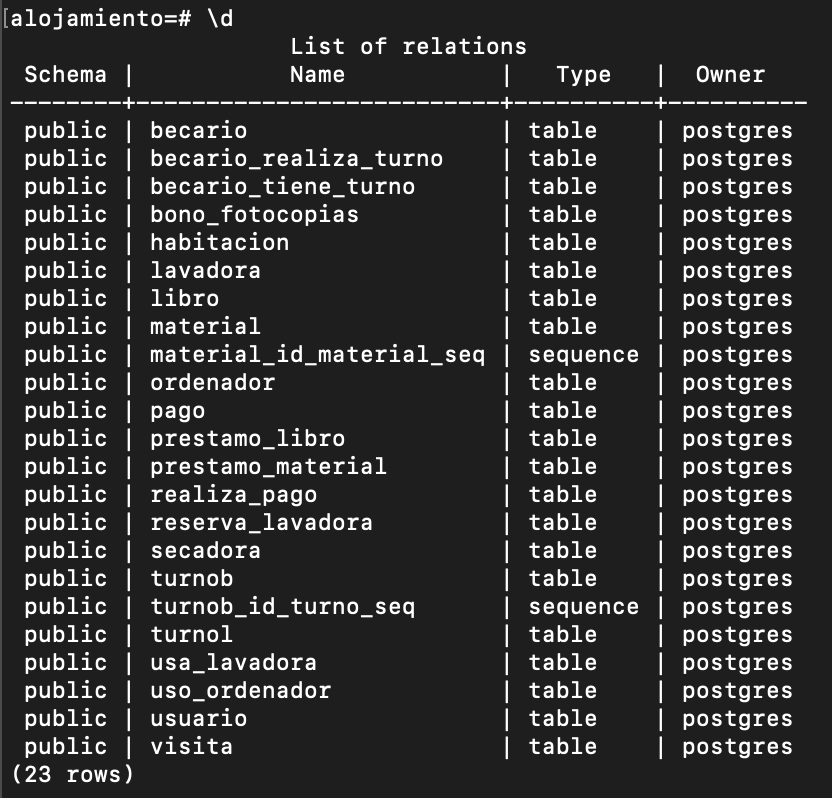 [alojamiento=# \d
                    List of relations
 Schema |           Name           |   Type   |  Owner
--------+--------------------------+----------+----------
 public | becario                  | table    | postgres
 public | becario_realiza_turno    | table    | postgres
 public | becario_tiene_turno      | table    | postgres
 public | bono_fotocopias          | table    | postgres
 public | habitacion               | table    | postgres
 public | lavadora                 | table    | postgres
 public | libro                    | table    | postgres
 public | material                 | table    | postgres
 public | material_id_material_seq | sequence | postgres
 public | ordenador                | table    | postgres
 public | pago                     | table    | postgres
 public | prestamo_libro           | table    | postgres
 public | prestamo_material        | table    | postgres
 public | realiza_pago             | table    | postgres
 public | reserva_lavadora         | table    | postgres
 public | secadora                 | table    | postgres
 public | turnob                   | table    | postgres
 public | turnob_id_turno_seq      | sequence | postgres
 public | turnol                   | table    | postgres
 public | usa_lavadora             | table    | postgres
 public | uso_ordenador            | table    | postgres
 public | usuario                  | table    | postgres
 public | visita                   | table    | postgres
(23 rows)